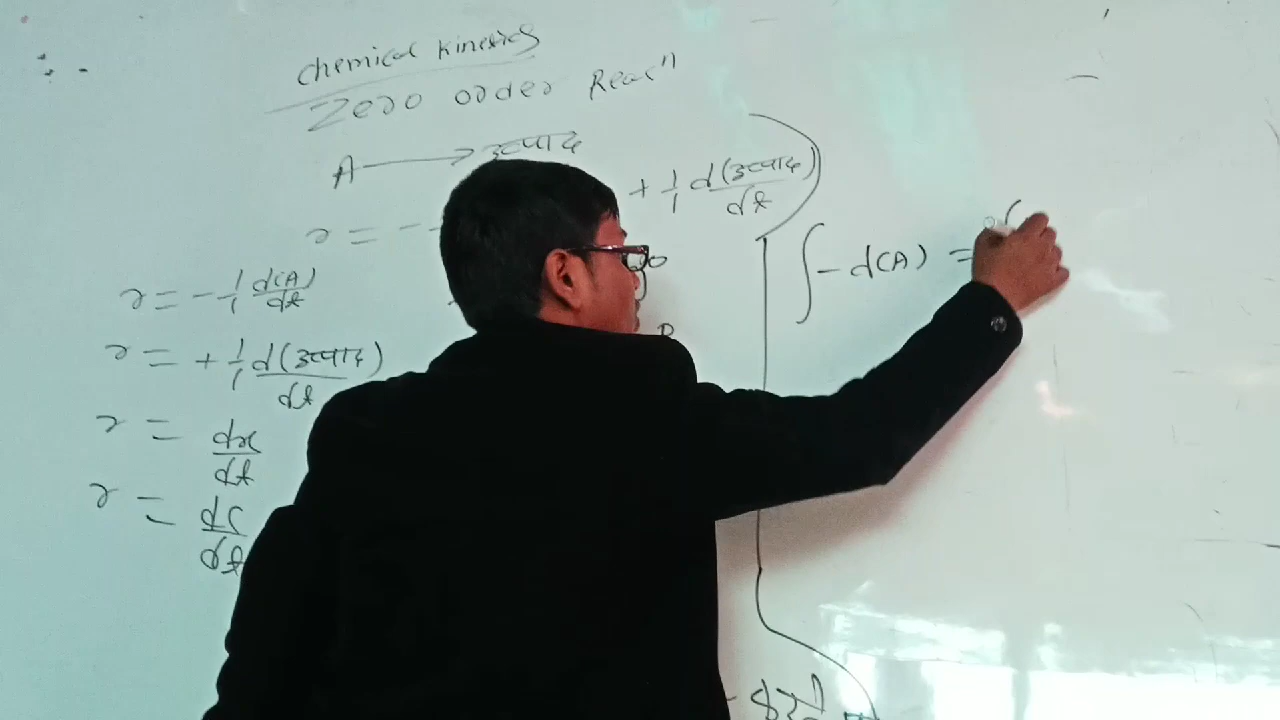 Chemical Kinetics
Zero order Reac^n
A → उत्पाद
r = - + 1/1 d(उत्पाद)/dt
r = - 1/1 d(A)/dt
r = + 1/1 d(उत्पाद)/dt
r = dx/dt
r = dc/dt
∫ - d(A) =